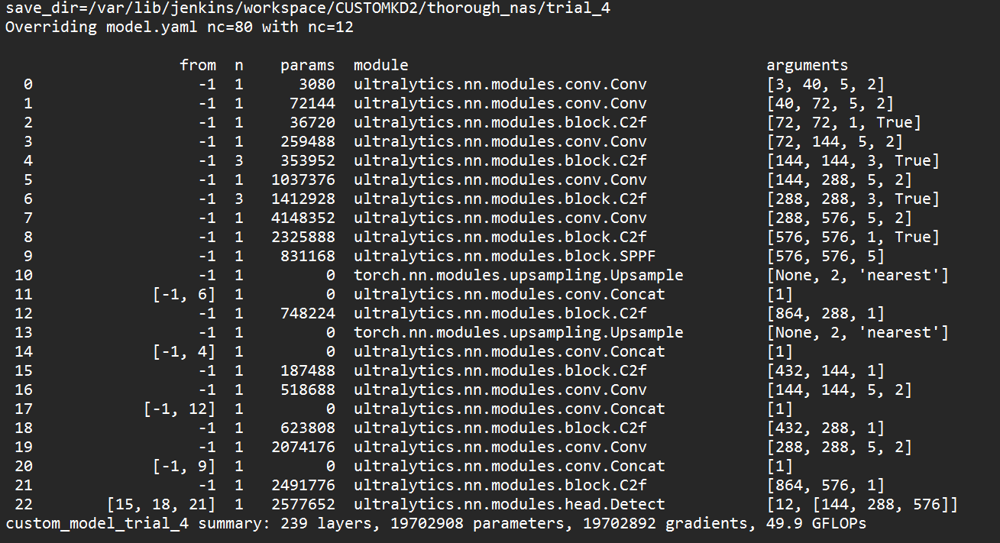 save_dir=/var/lib/jenkins/workspace/CUSTOMKD2/thorough_nas/trial_4
Overriding model.yaml nc=80 with nc=12
from n params module arguments
0 -1 1 3080 ultralytics.nn.modules.conv.Conv [3, 40, 5, 2]
1 -1 1 72144 ultralytics.nn.modules.conv.Conv [40, 72, 5, 2]
2 -1 1 36720 ultralytics.nn.modules.block.C2f [72, 72, 1, True]
3 -1 1 259488 ultralytics.nn.modules.conv.Conv [72, 144, 5, 2]
4 -1 3 353952 ultralytics.nn.modules.block.C2f [144, 144, 3, True]
5 -1 1 1037376 ultralytics.nn.modules.conv.Conv [144, 288, 5, 2]
6 -1 3 1412928 ultralytics.nn.modules.block.C2f [288, 288, 3, True]
7 -1 1 4148352 ultralytics.nn.modules.conv.Conv [288, 576, 5, 2]
8 -1 1 2325888 ultralytics.nn.modules.block.C2f [576, 576, 1, True]
9 -1 1 831168 ultralytics.nn.modules.block.SPPF [576, 576, 5]
10 -1 1 0 torch.nn.modules.upsampling.Upsample [None, 2, 'nearest']
11 [-1, 6] 1 0 ultralytics.nn.modules.conv.Concat [1]
12 -1 1 748224 ultralytics.nn.modules.block.C2f [864, 288, 1]
13 -1 1 0 torch.nn.modules.upsampling.Upsample [None, 2, 'nearest']
14 [-1, 4] 1 0 ultralytics.nn.modules.conv.Concat [1]
15 -1 1 187488 ultralytics.nn.modules.block.C2f [432, 144, 1]
16 -1 1 518688 ultralytics.nn.modules.conv.Conv [144, 144, 5, 2]
17 [-1, 12] 1 0 ultralytics.nn.modules.conv.Concat [1]
18 -1 1 623808 ultralytics.nn.modules.block.C2f [432, 288, 1]
19 -1 1 2074176 ultralytics.nn.modules.conv.Conv [288, 288, 5, 2]
20 [-1, 9] 1 0 ultralytics.nn.modules.conv.Concat [1]
21 -1 1 2491776 ultralytics.nn.modules.block.C2f [864, 576, 1]
22 [15, 18, 21] 1 2577652 ultralytics.nn.modules.head.Detect [12, [144, 288, 576]]
custom_model_trial_4 summary: 239 layers, 19702908 parameters, 19702892 gradients, 49.9 GFLOPs